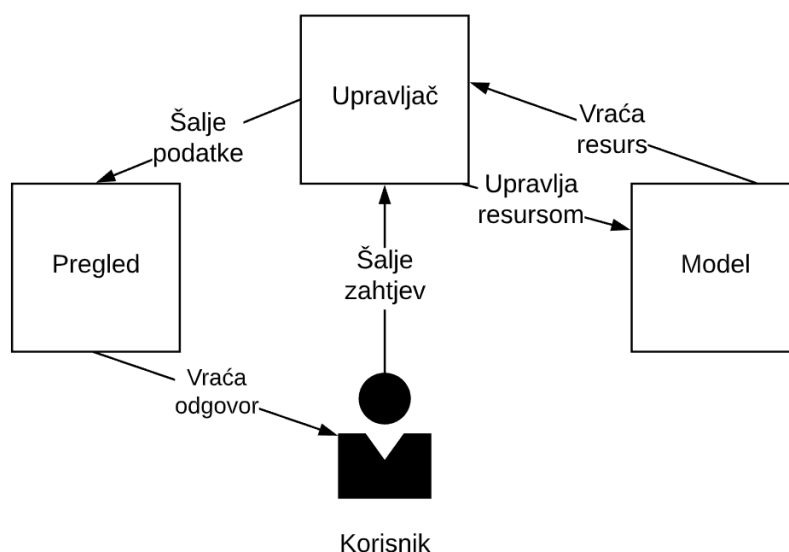 Upravljač
Šalje
podatke
Vraća
resurs
Upravlja
resursom
Pregled
Model
Šalje
zahtjev
Vraća
odgovor
Korisnik